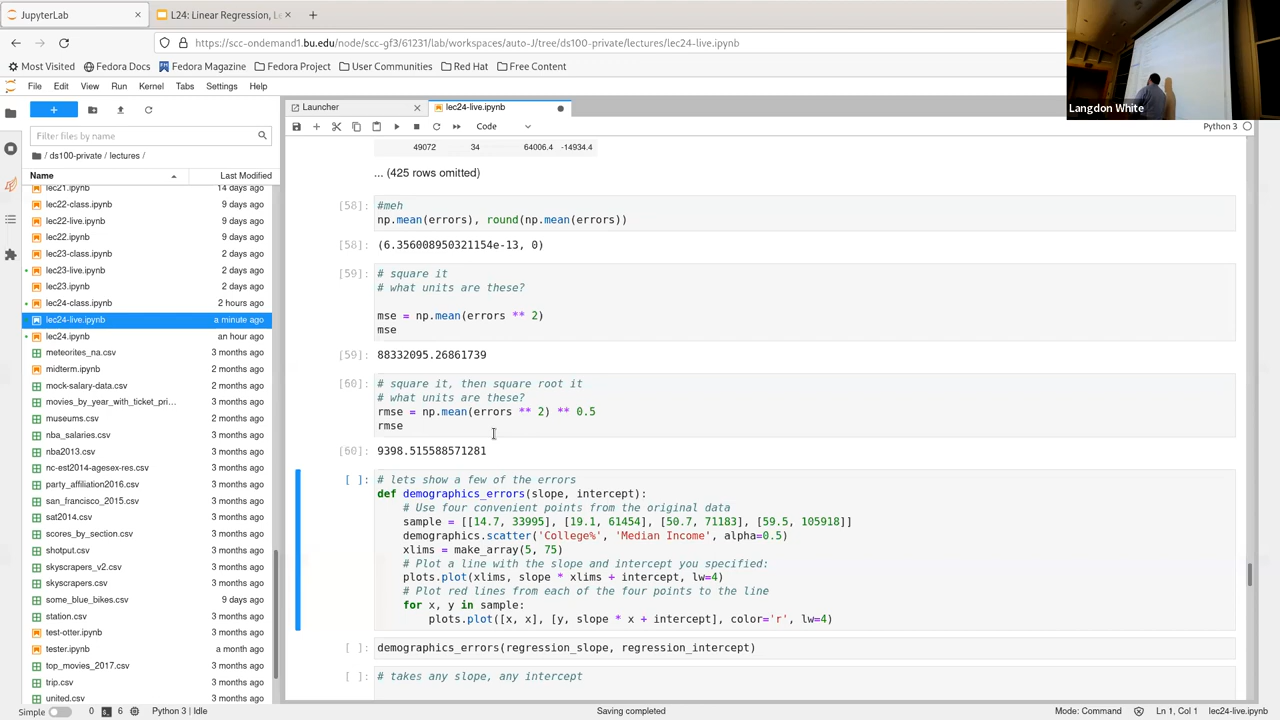 JupyterLab
L24: Linear Regression, Le
https://scc-ondemand1.bu.edu/node/scc-gf3/61231/lab/workspaces/auto-J/tree/ds100-private/lectures/lec24-live.ipynb
Most Visited Fedora Docs Fedora Magazine Fedora Project User Communities Red Hat Free Content
Langdon White
File Edit View Run Kernel Tabs Settings Help
Launcher
lec24-live.ipynb
Code
Python 3
Filter files by name
/ ds100-private / lectures /
Name Last Modified
lec21.ipynb 14 days ago
lec22-class.ipynb 9 days ago
lec22-live.ipynb 9 days ago
lec22.ipynb 9 days ago
lec23-class.ipynb 2 days ago
lec23-live.ipynb 2 days ago
lec23.ipynb 2 days ago
lec24-class.ipynb 2 hours ago
lec24-live.ipynb a minute ago
lec24.ipynb an hour ago
meteorites_na.csv 3 months ago
midterm.ipynb 2 months ago
mock-salary-data.csv 2 months ago
movies_by_year_with_ticket_pri... 3 months ago
museums.csv 2 months ago
nba_salaries.csv 3 months ago
nba2013.csv 3 months ago
nc-est2014-agesex-res.csv 3 months ago
party_affiliation2016.csv 3 months ago
san_francisco_2015.csv 3 months ago
sat2014.csv 3 months ago
scores_by_section.csv 3 months ago
shotput.csv 3 months ago
skyscrapers_v2.csv 3 months ago
skyscrapers.csv 3 months ago
some_blue_bikes.csv 9 days ago
station.csv 3 months ago
test-otter.ipynb 3 months ago
tester.ipynb a month ago
top_movies_2017.csv 3 months ago
trip.csv 3 months ago
united.csv 3 months ago
49072 34 64006.4 -14934.4
... (425 rows omitted)
[58]: #meh
np.mean(errors), round(np.mean(errors))
[58]: (6.356008950321154e-13, 0)
[59]: # square it
# what units are these?
mse = np.mean(errors ** 2)
mse
[59]: 88332095.26861739
[60]: # square it, then square root it
# what units are these?
rmse = np.mean(errors ** 2) ** 0.5
rmse
[60]: 9398.515588571281
[ ]: # lets show a few of the errors
def demographics_errors(slope, intercept):
# Use four convenient points from the original data
sample = [[14.7, 33995], [19.1, 61454], [50.7, 71183], [59.5, 105918]]
demographics.scatter('College%', 'Median Income', alpha=0.5)
xlims = make_array(5, 75)
# Plot a line with the slope and intercept you specified:
plots.plot(xlims, slope * xlims + intercept, lw=4)
# Plot red lines from each of the four points to the line
for x, y in sample:
plots.plot([x, x], [y, slope * x + intercept], color='r', lw=4)
[ ]: demographics_errors(regression_slope, regression_intercept)
[ ]: # takes any slope, any intercept
Simple 0 6 Python 3 | Idle Saving completed Mode: Command Ln 1, Col 1 lec24-live.ipynb